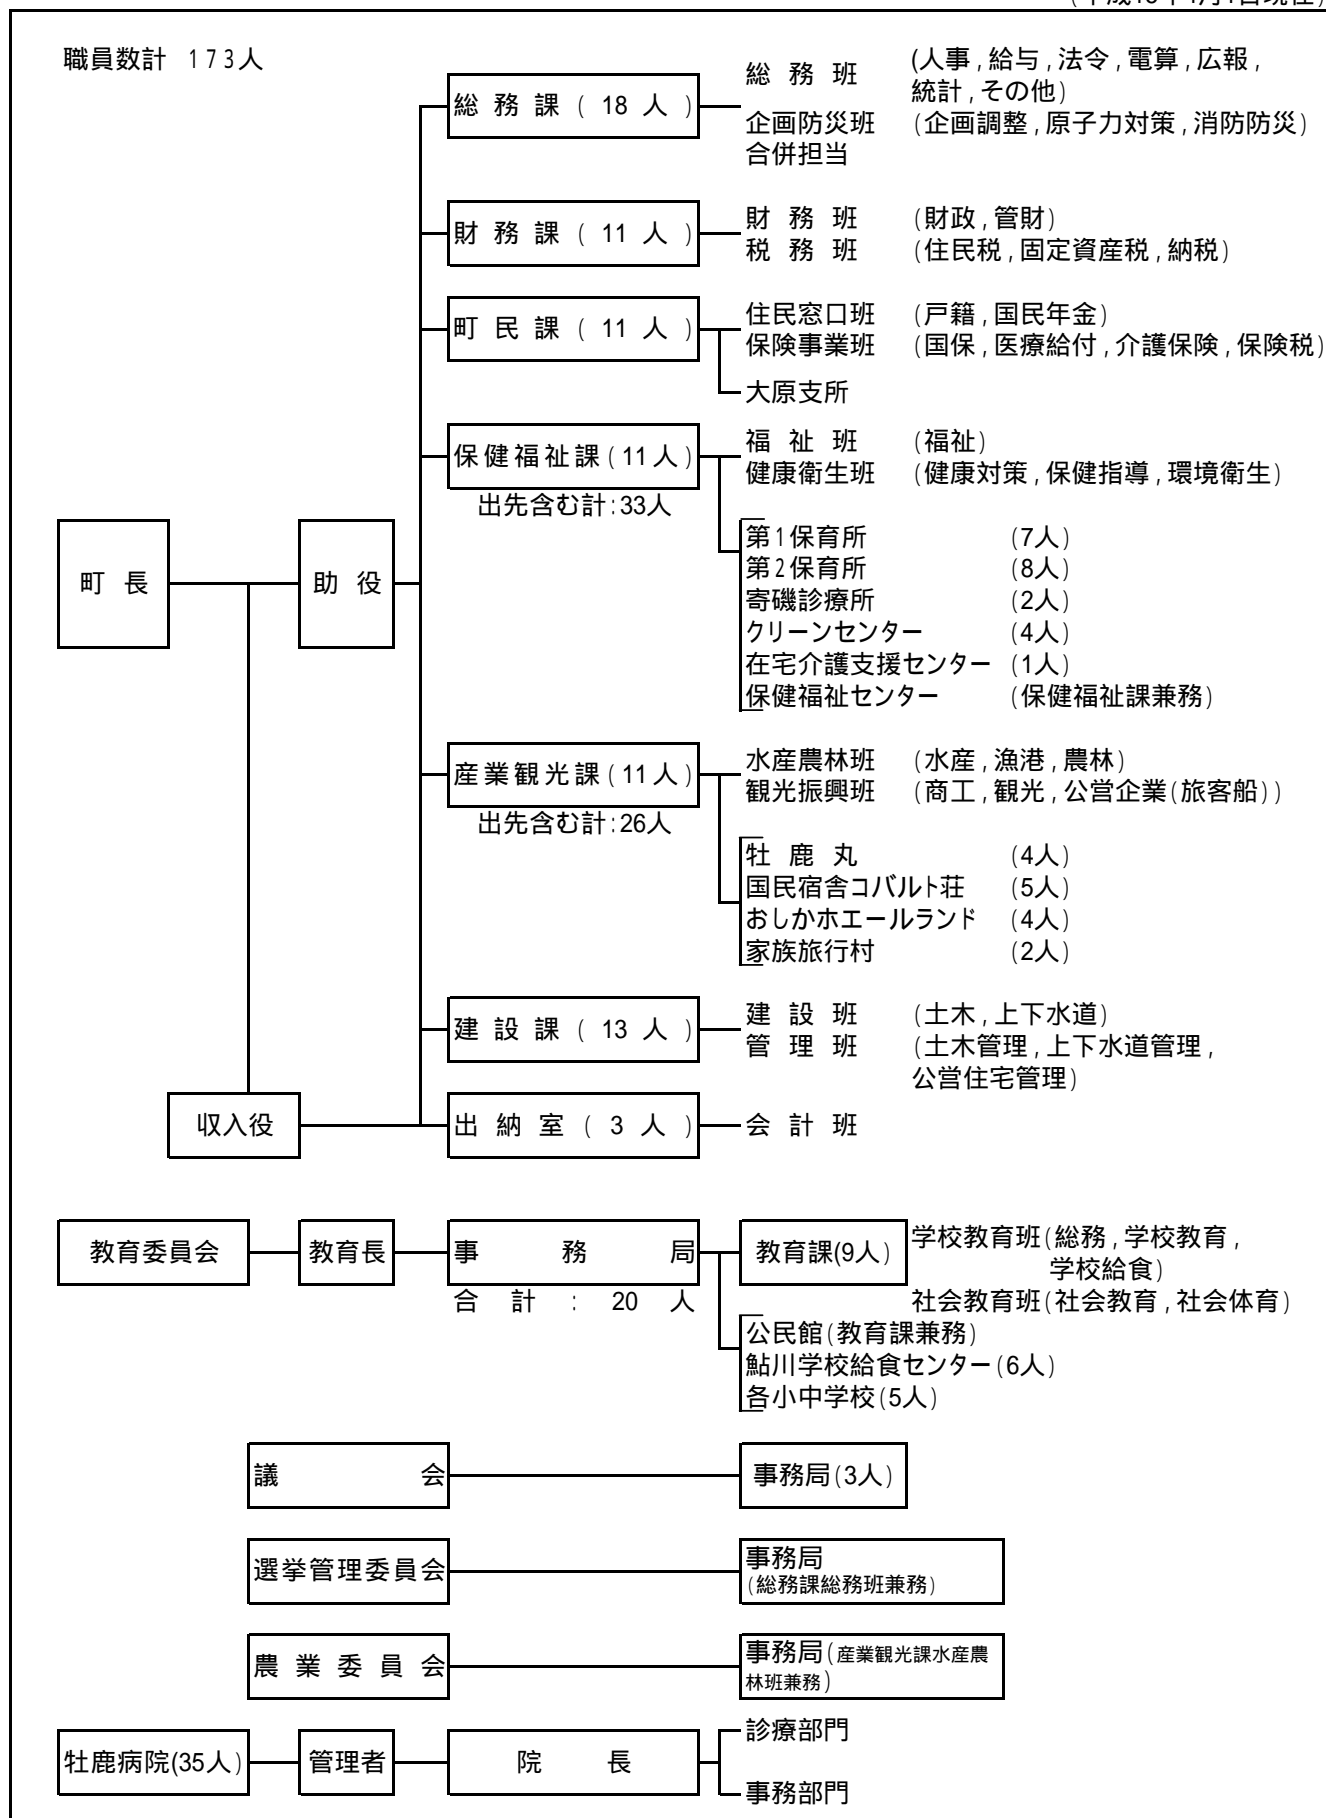 職員数計 173人
総務課(18人)
総務班 (人事,給与,法令,電算,広報,
統計,その他)
企画防災班 (企画調整,原子力対策,消防防災)
合併担当
財務課(11人)
財務班 (財政,管財)
税務班 (住民税,固定資産税,納税)
町民課(11人)
住民窓口班 (戸籍,国民年金)
保険事業班 (国保,医療給付,介護保険,保険税)
大原支所
保健福祉課(11人)
出先含む計:33人
福祉班 (福祉)
健康衛生班 (健康対策,保健指導,環境衛生)
第1保育所 (7人)
第2保育所 (8人)
寄磯診療所 (2人)
クリーンセンター (4人)
在宅介護支援センター (1人)
保健福祉センター (保健福祉課兼務)
町長
助役
産業観光課(11人)
出先含む計:26人
水産農林班 (水産,漁港,農林)
観光振興班 (商工,観光,公営企業(旅客船))
牡鹿丸 (4人)
国民宿舎コバルト荘 (5人)
おしかホエールランド (4人)
家族旅行村 (2人)
建設課(13人)
建設班 (土木,上下水道)
管理班 (土木管理,上下水道管理,
公営住宅管理)
収入役
出納室(3人)
会計班
教育委員会
教育長
事務局
合計:20人
教育課(9人)
学校教育班(総務,学校教育,
学校給食)
社会教育班(社会教育,社会体育)
公民館(教育課兼務)
鮎川学校給食センター(6人)
各小中学校(5人)
議会
事務局(3人)
選挙管理委員会
事務局
(総務課総務班兼務)
農業委員会
事務局(産業観光課水産農
林班兼務)
牡鹿病院(35人)
管理者
院長
診療部門
事務部門